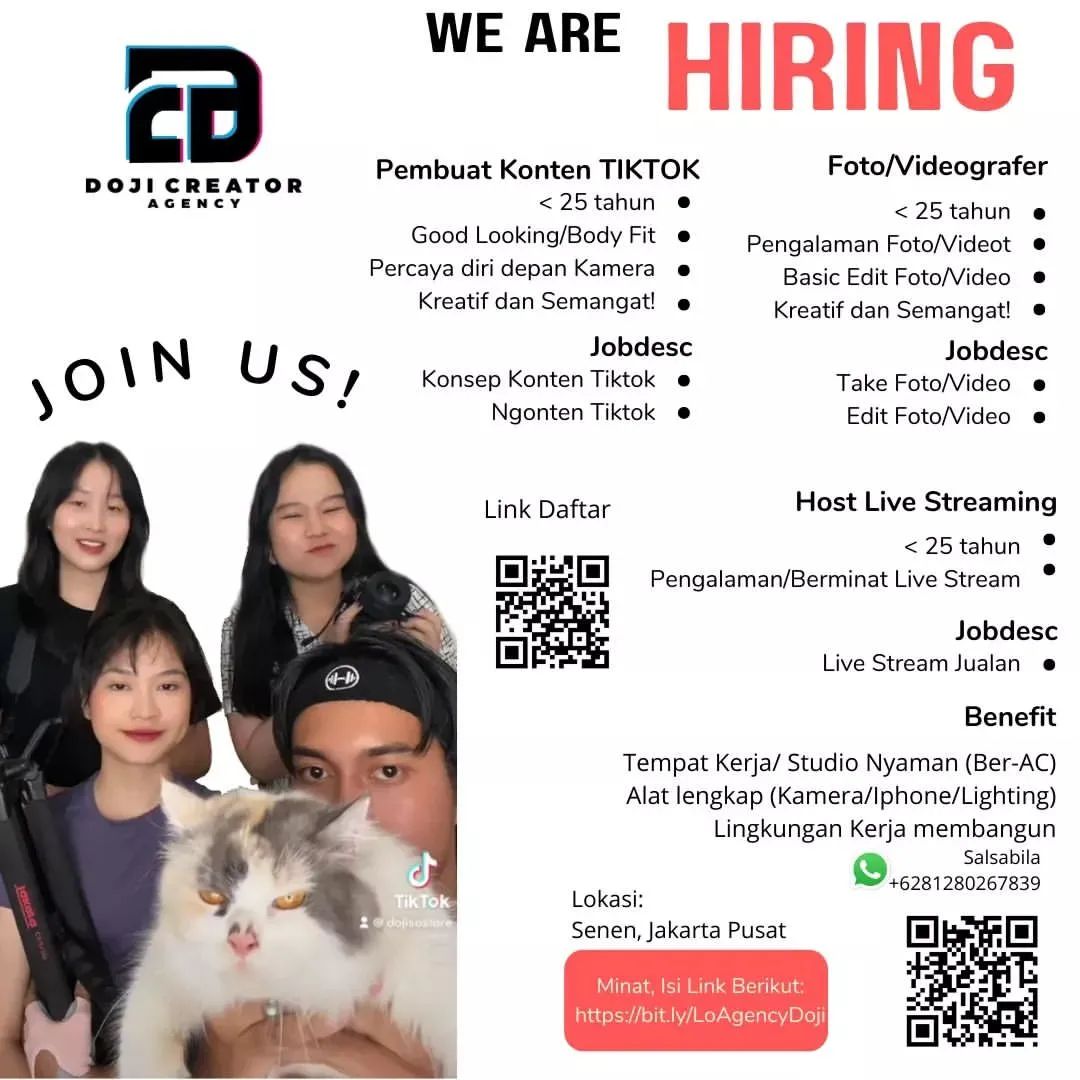 WE ARE HIRING
DOJI CREATOR
AGENCY
Pembuat Konten TIKTOK
< 25 tahun
Good Looking/Body Fit
Percaya diri depan Kamera
Kreatif dan Semangat!
Jobdesc
Konsep Konten Tiktok
Ngonten Tiktok
Foto/Videografer
< 25 tahun
Pengalaman Foto/Videot
Basic Edit Foto/Video
Kreatif dan Semangat!
Jobdesc
Take Foto/Video
Edit Foto/Video
JOIN US!
Link Daftar
Host Live Streaming
< 25 tahun
Pengalaman/Berminat Live Stream
Jobdesc
Live Stream Jualan
Benefit
Tempat Kerja/ Studio Nyaman (Ber-AC)
Alat lengkap (Kamera/Iphone/Lighting)
Lingkungan Kerja membangun
Salsabila
+6281280267839
Lokasi:
Senen, Jakarta Pusat
Minat, Isi Link Berikut:
https://bit.ly/LoAgencyDoji
TikTok